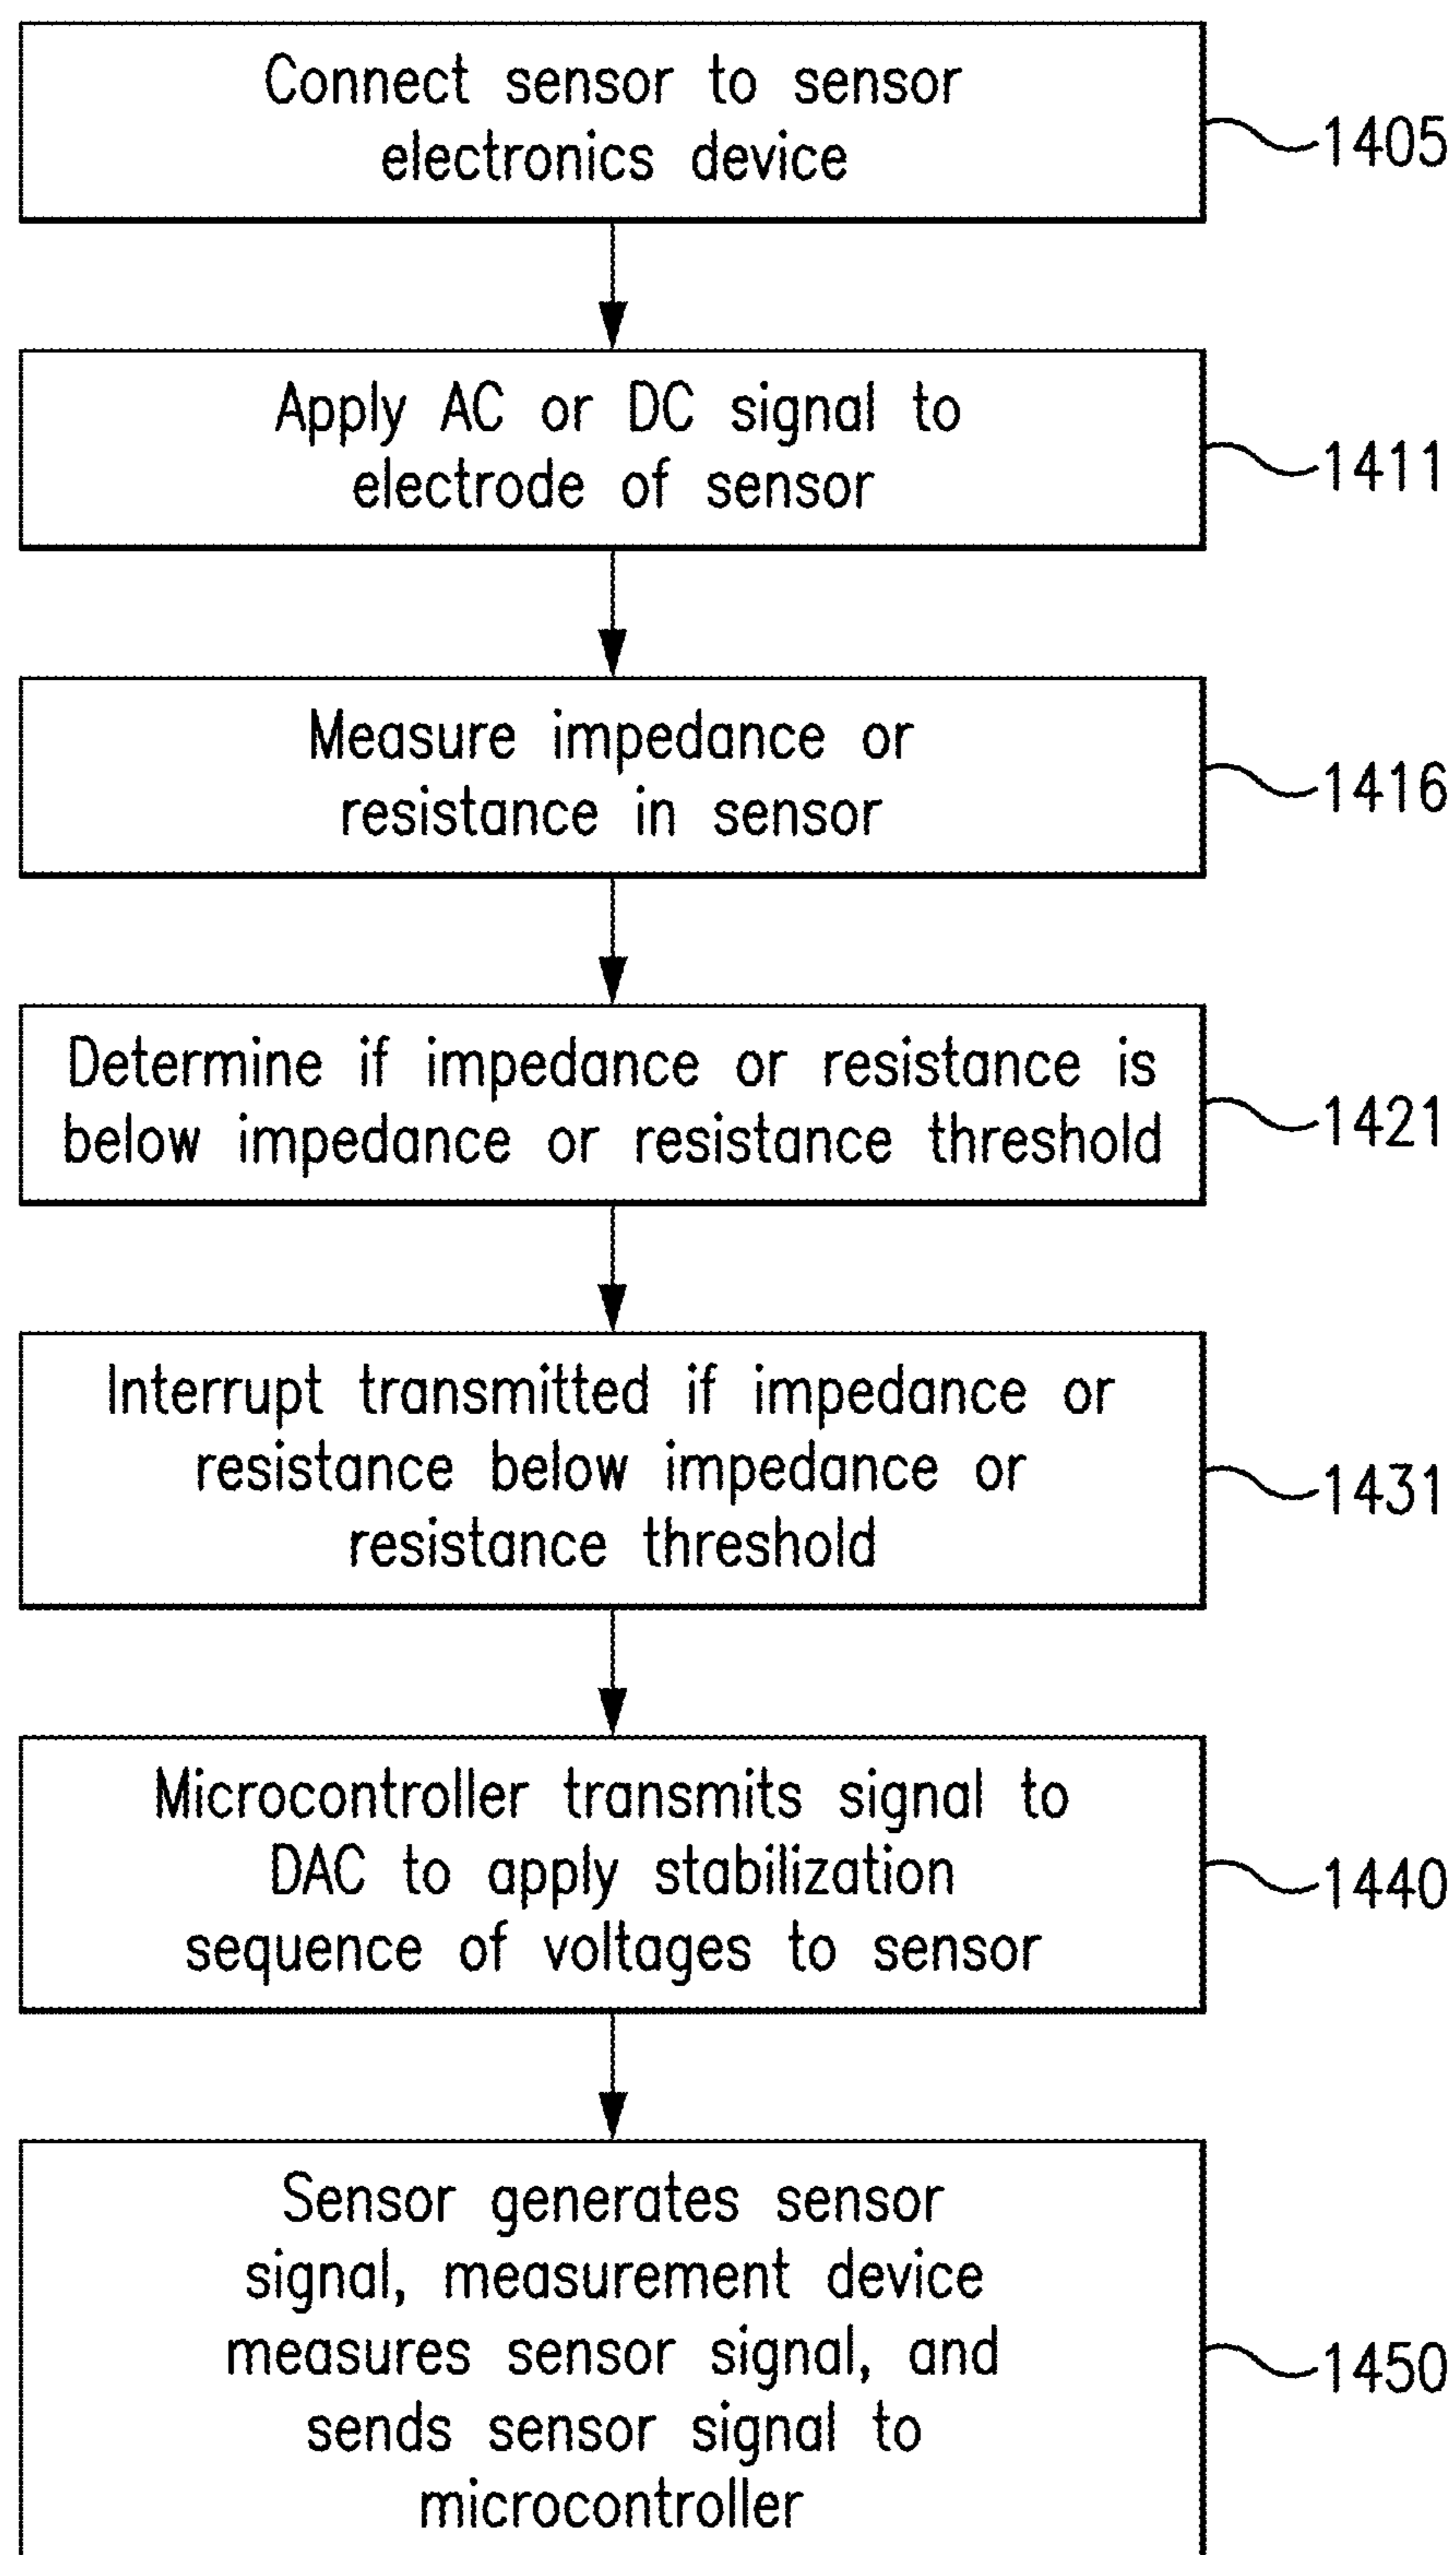 Connect sensor to sensor
electronics device
1405
Apply AC or DC signal to
electrode of sensor
1411
Measure impedance or
resistance in sensor
1416
Determine if impedance or resistance is
below impedance or resistance threshold
1421
Interrupt transmitted if impedance or
resistance below impedance or
resistance threshold
1431
Microcontroller transmits signal to
DAC to apply stabilization
sequence of voltages to sensor
1440
Sensor generates sensor
signal, measurement device
measures sensor signal, and
sends sensor signal to
microcontroller
1450